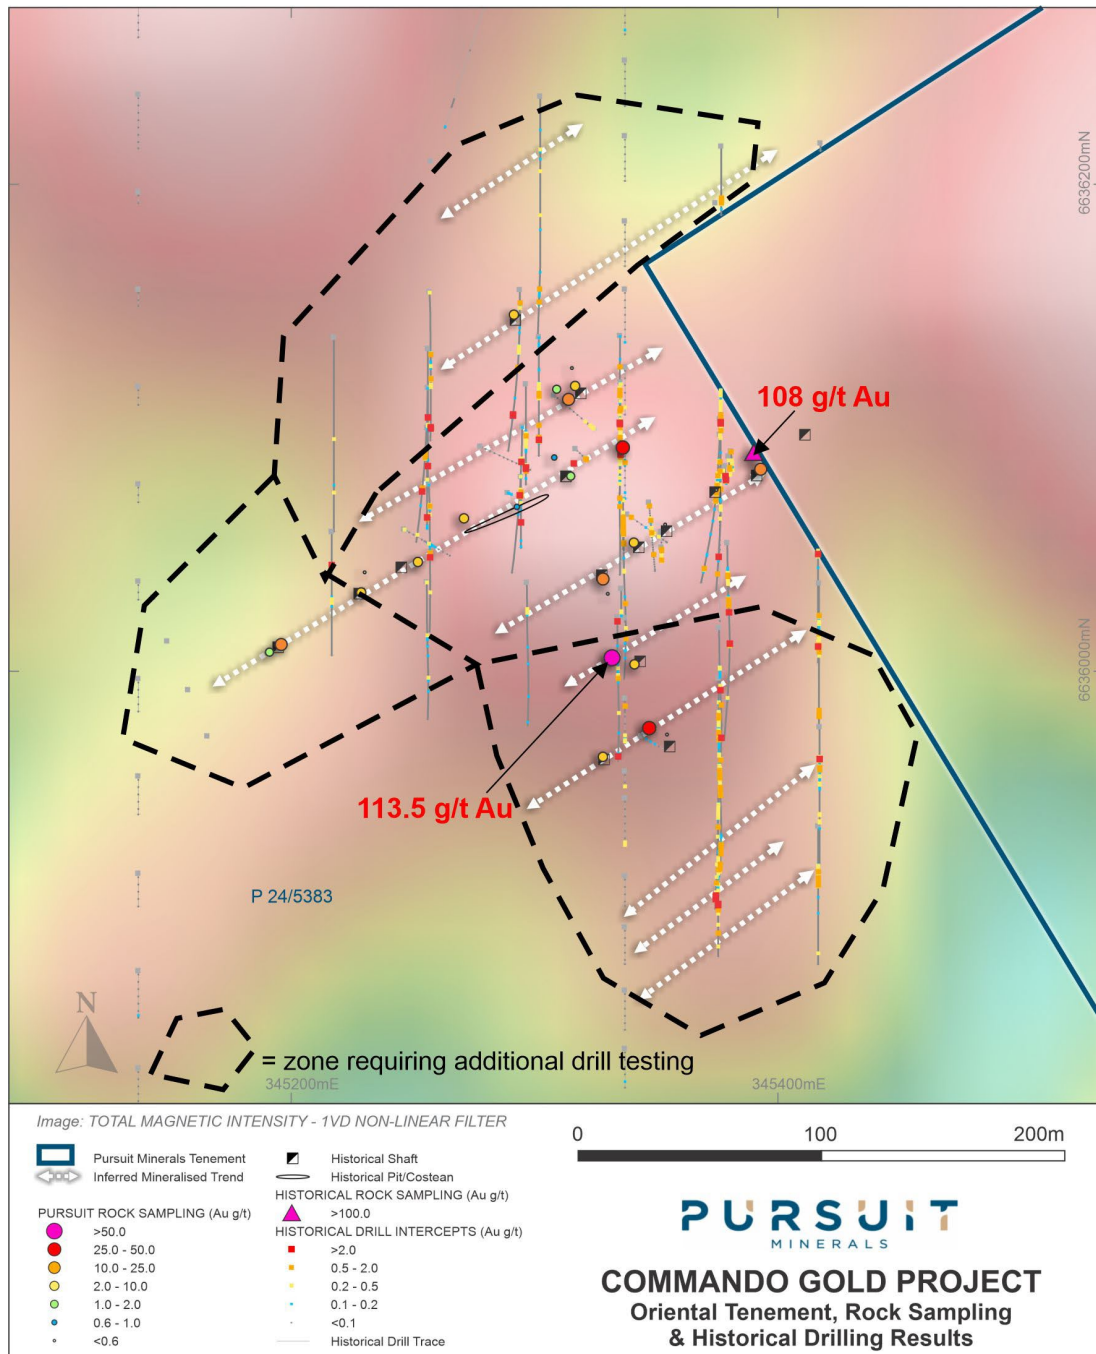 6636200mN
108 g/t Au
6636000mN
113.5 g/t Au
P 24/5383
N
= zone requiring additional drill testing
345200mE
345400mE
Image: TOTAL MAGNETIC INTENSITY - 1VD NON-LINEAR FILTER
Pursuit Minerals Tenement
Inferred Mineralised Trend
PURSUIT ROCK SAMPLING (Au g/t)
>50.0
25.0 - 50.0
10.0 - 25.0
2.0 - 10.0
1.0 - 2.0
0.6 - 1.0
<0.6
Historical Shaft
Historical Pit/Costean
HISTORICAL ROCK SAMPLING (Au g/t)
>100.0
HISTORICAL DRILL INTERCEPTS (Au g/t)
>2.0
0.5 - 2.0
0.2 - 0.5
0.1 - 0.2
<0.1
Historical Drill Trace
0 100 200m
PURSUIT
MINERALS
COMMANDO GOLD PROJECT
Oriental Tenement, Rock Sampling
& Historical Drilling Results